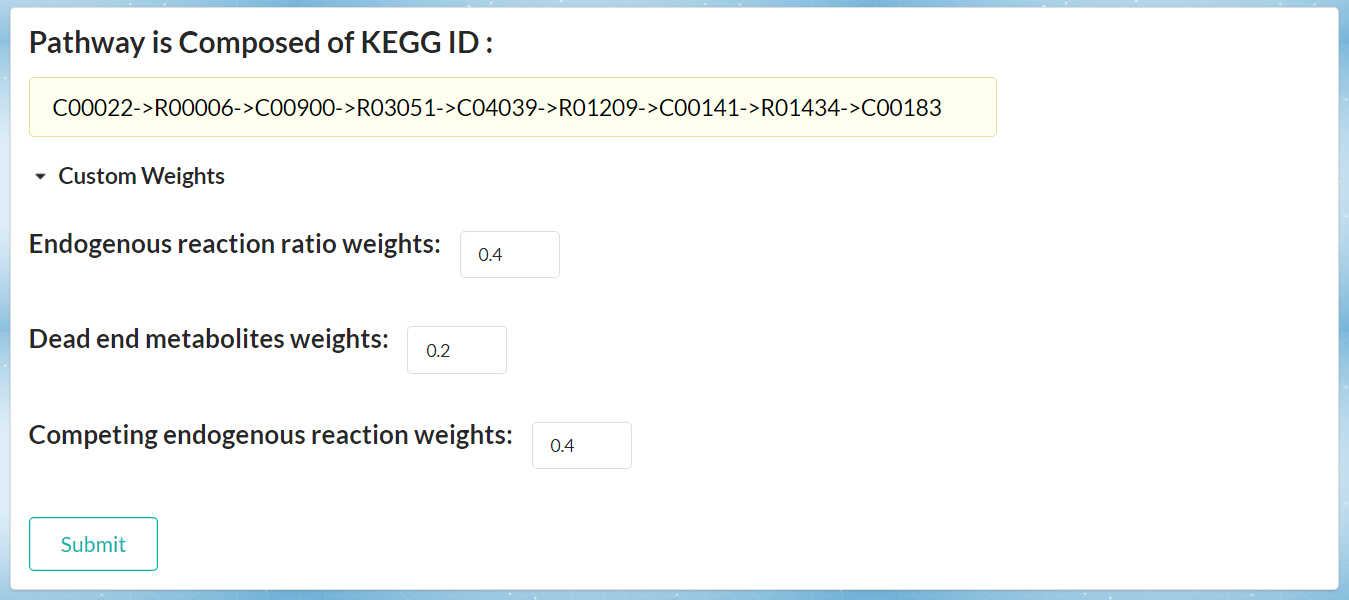 Pathway is Composed of KEGG ID :
C00022->R00006->C00900->R03051->C04039->R01209->C00141->R01434->C00183
Custom Weights
Endogenous reaction ratio weights:
0.4
Dead end metabolites weights:
0.2
Competing endogenous reaction weights:
0.4
Submit